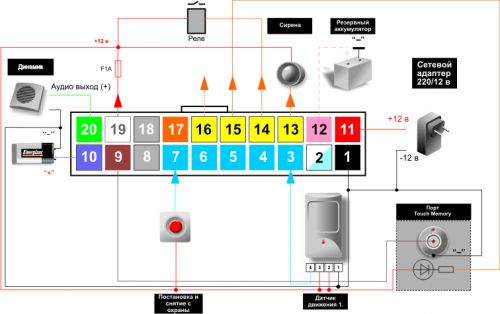 Реле
Сирена
Резервный
аккумулятор
"–"
+12 в
F1A
Динамик
Аудио выход (+)
Сетевой
адаптер
220/12 в
+12 в
-12 в
"–"
Energizer
"+"
20 19 18 17 16 15 14 13 12 11
10 9 8 7 6 5 4 3 2 1
Порт
Touch Memory
"–"
4 3 2 1
Постановка и
снятие с
охраны
Датчик
движения 1.